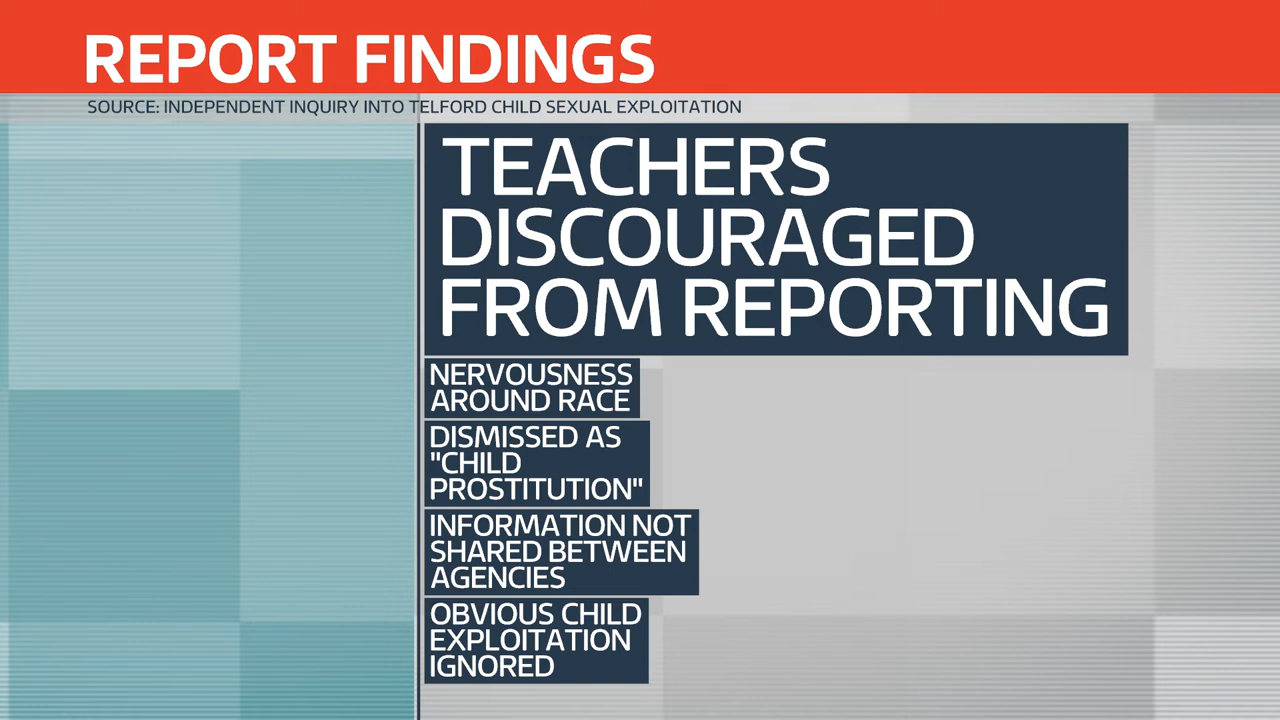 REPORT FINDINGS
SOURCE: INDEPENDENT INQUIRY INTO TELFORD CHILD SEXUAL EXPLOITATION
TEACHERS
DISCOURAGED
FROM REPORTING
NERVOUSNESS
AROUND RACE
DISMISSED AS
"CHILD
PROSTITUTION"
INFORMATION NOT
SHARED BETWEEN
AGENCIES
OBVIOUS CHILD
EXPLOITATION
IGNORED